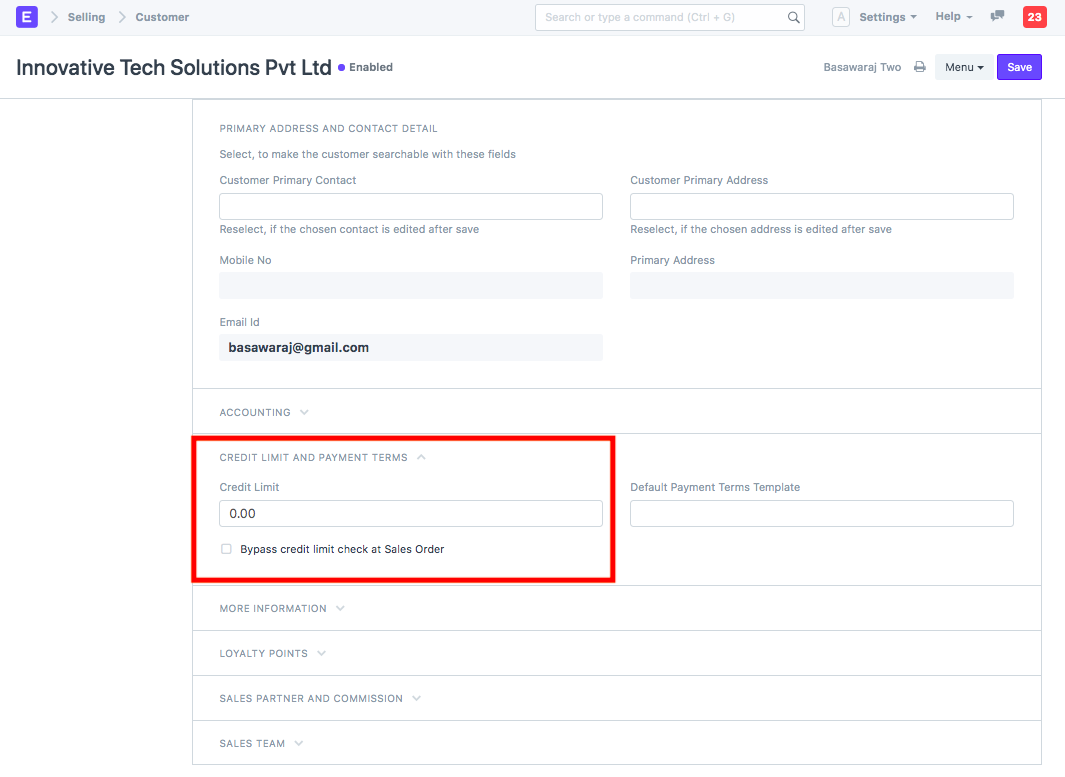 E Selling Customer Search or type a command (Ctrl + G) A Settings Help 23
Innovative Tech Solutions Pvt Ltd Enabled Basawaraj Two Menu Save
PRIMARY ADDRESS AND CONTACT DETAIL
Select, to make the customer searchable with these fields
Customer Primary Contact Customer Primary Address
Reselect, if the chosen contact is edited after save Reselect, if the chosen address is edited after save
Mobile No Primary Address
Email Id
basawaraj@gmail.com
ACCOUNTING
CREDIT LIMIT AND PAYMENT TERMS
Credit Limit Default Payment Terms Template
0.00
Bypass credit limit check at Sales Order
MORE INFORMATION
LOYALTY POINTS
SALES PARTNER AND COMMISSION
SALES TEAM